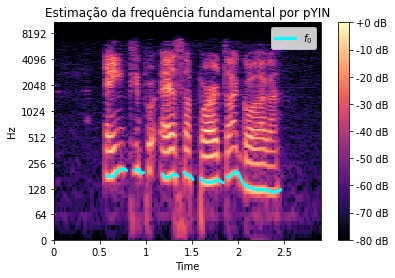 Estimação da frequência fundamental por pYIN
f₀
Hz
8192
4096
2048
1024
512
256
128
64
0
0
0.5
1
1.5
2
2.5
Time
+0 dB
-10 dB
-20 dB
-30 dB
-40 dB
-50 dB
-60 dB
-70 dB
-80 dB